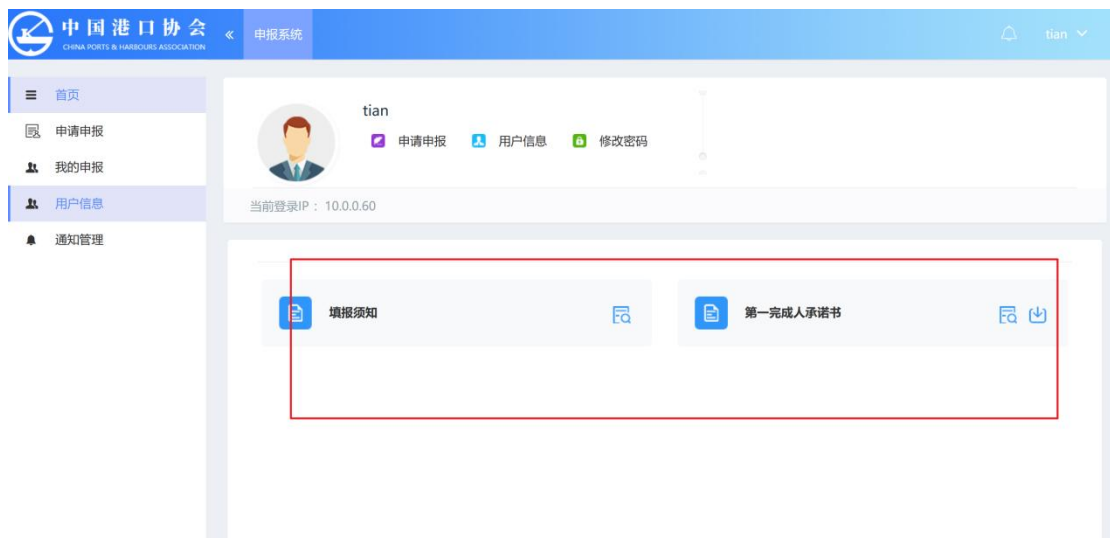 中国港口协会
CHINA PORTS & HARBOURS ASSOCIATION
« 申报系统
tian
首页
申请申报
我的申报
用户信息
通知管理
tian
申请申报 用户信息 修改密码
当前登录IP： 10.0.0.60
填报须知
第一完成人承诺书